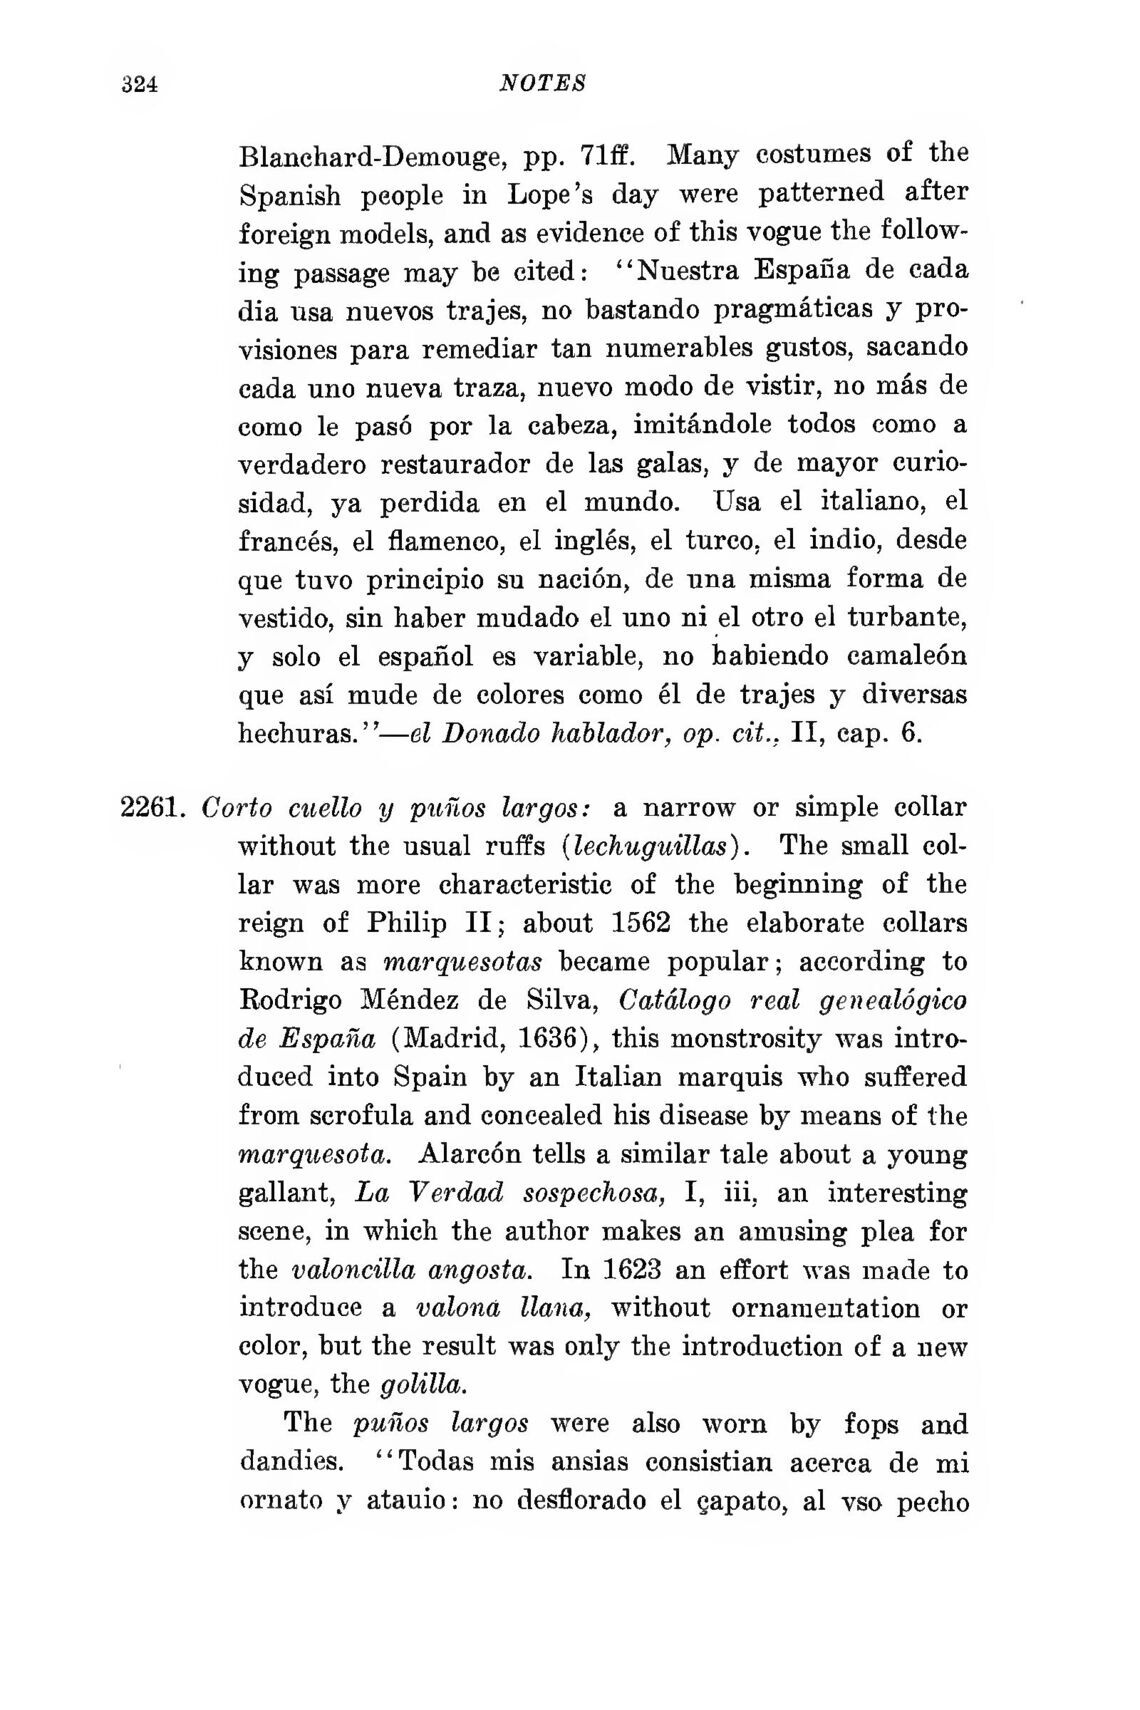 324 NOTES
Blanchard-Demouge, pp. 71ff. Many costumes of the
Spanish people in Lope's day were patterned after
foreign models, and as evidence of this vogue the follow-
ing passage may be cited: “Nuestra España de cada
dia usa nuevos trajes, no bastando pragmáticas y pro-
visiones para remediar tan numerables gustos, sacando
cada uno nueva traza, nuevo modo de vistir, no más de
como le pasó por la cabeza, imitándole todos como a
verdadero restaurador de las galas, y de mayor curio-
sidad, ya perdida en el mundo. Usa el italiano, el
francés, el flamenco, el inglés, el turco, el indio, desde
que tuvo principio su nación, de una misma forma de
vestido, sin haber mudado el uno ni el otro el turbante,
y solo el español es variable, no habiendo camaleón
que así mude de colores como él de trajes y diversas
hechuras.”—el Donado hablador, op. cit., II, cap. 6.
2261. Corto cuello y puños largos: a narrow or simple collar
without the usual ruffs (lechuguillas). The small col-
lar was more characteristic of the beginning of the
reign of Philip II; about 1562 the elaborate collars
known as marquesotas became popular; according to
Rodrigo Méndez de Silva, Catálogo real genealógico
de España (Madrid, 1636), this monstrosity was intro-
duced into Spain by an Italian marquis who suffered
from scrofula and concealed his disease by means of the
marquesota. Alarcón tells a similar tale about a young
gallant, La Verdad sospechosa, I, iii, an interesting
scene, in which the author makes an amusing plea for
the valoncilla angosta. In 1623 an effort was made to
introduce a valona llana, without ornamentation or
color, but the result was only the introduction of a new
vogue, the golilla.
The puños largos were also worn by fops and
dandies. “Todas mis ansias consistian acerca de mi
ornato y atauio: no desflorado el çapato, al vso pecho